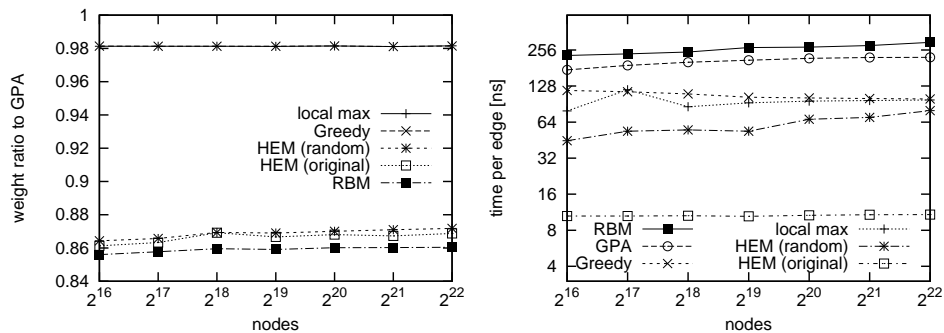 weight ratio to GPA
1
0.98
0.96
0.94
0.92
0.9
0.88
0.86
0.84
local max
Greedy
HEM (random)
HEM (original)
RBM
2^16 2^17 2^18 2^19 2^20 2^21 2^22
nodes
time per edge [ns]
256
128
64
32
16
8
4
RBM local max
GPA HEM (random)
Greedy HEM (original)
2^16 2^17 2^18 2^19 2^20 2^21 2^22
nodes